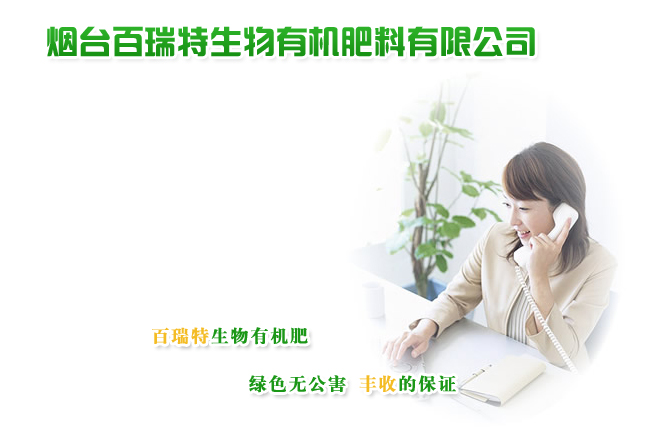 烟台百瑞特生物有机肥料有限公司
百瑞特生物有机肥
绿色无公害 丰收的保证